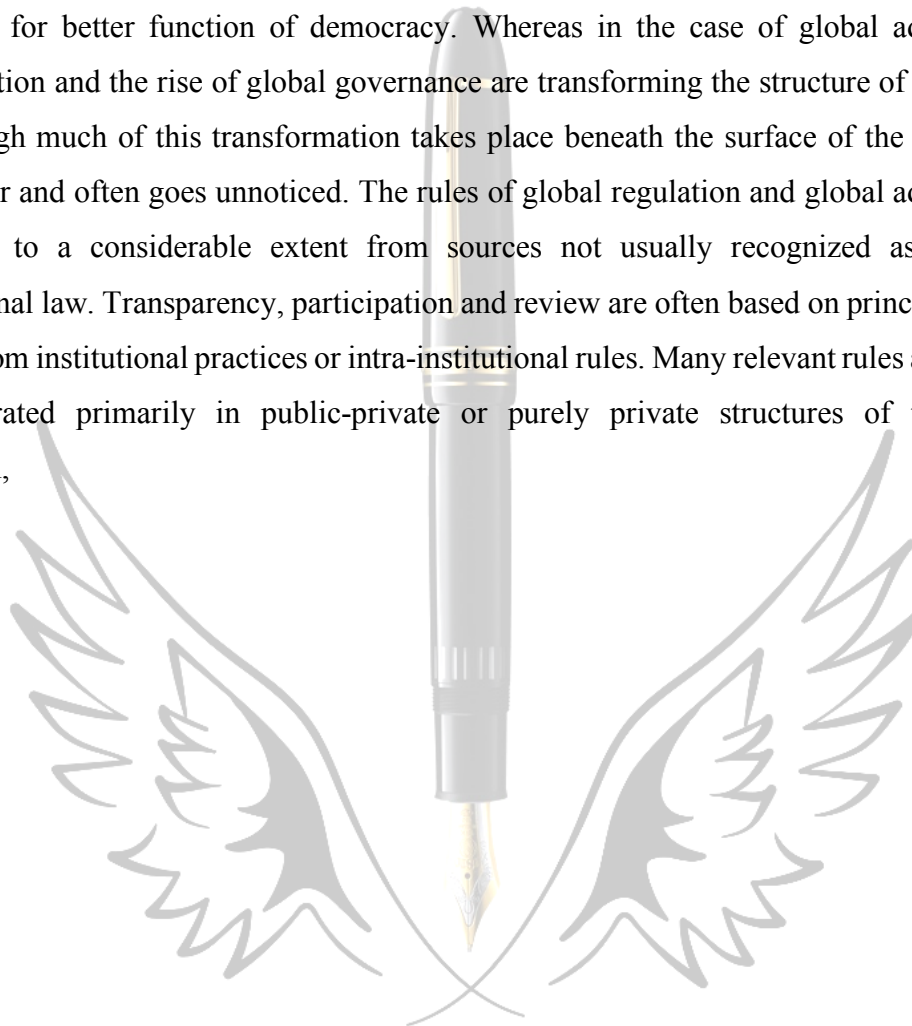 for better function of democracy. Whereas in the case of global
tion and the rise of global governance are transforming the structure of
gh much of this transformation takes place beneath the surface of the
r and often goes unnoticed. The rules of global regulation and global
to a considerable extent from sources not usually recognized as
nal law. Transparency, participation and review are often based on
om institutional practices or intra-institutional rules. Many relevant rules
rated primarily in public-private or purely private structures of